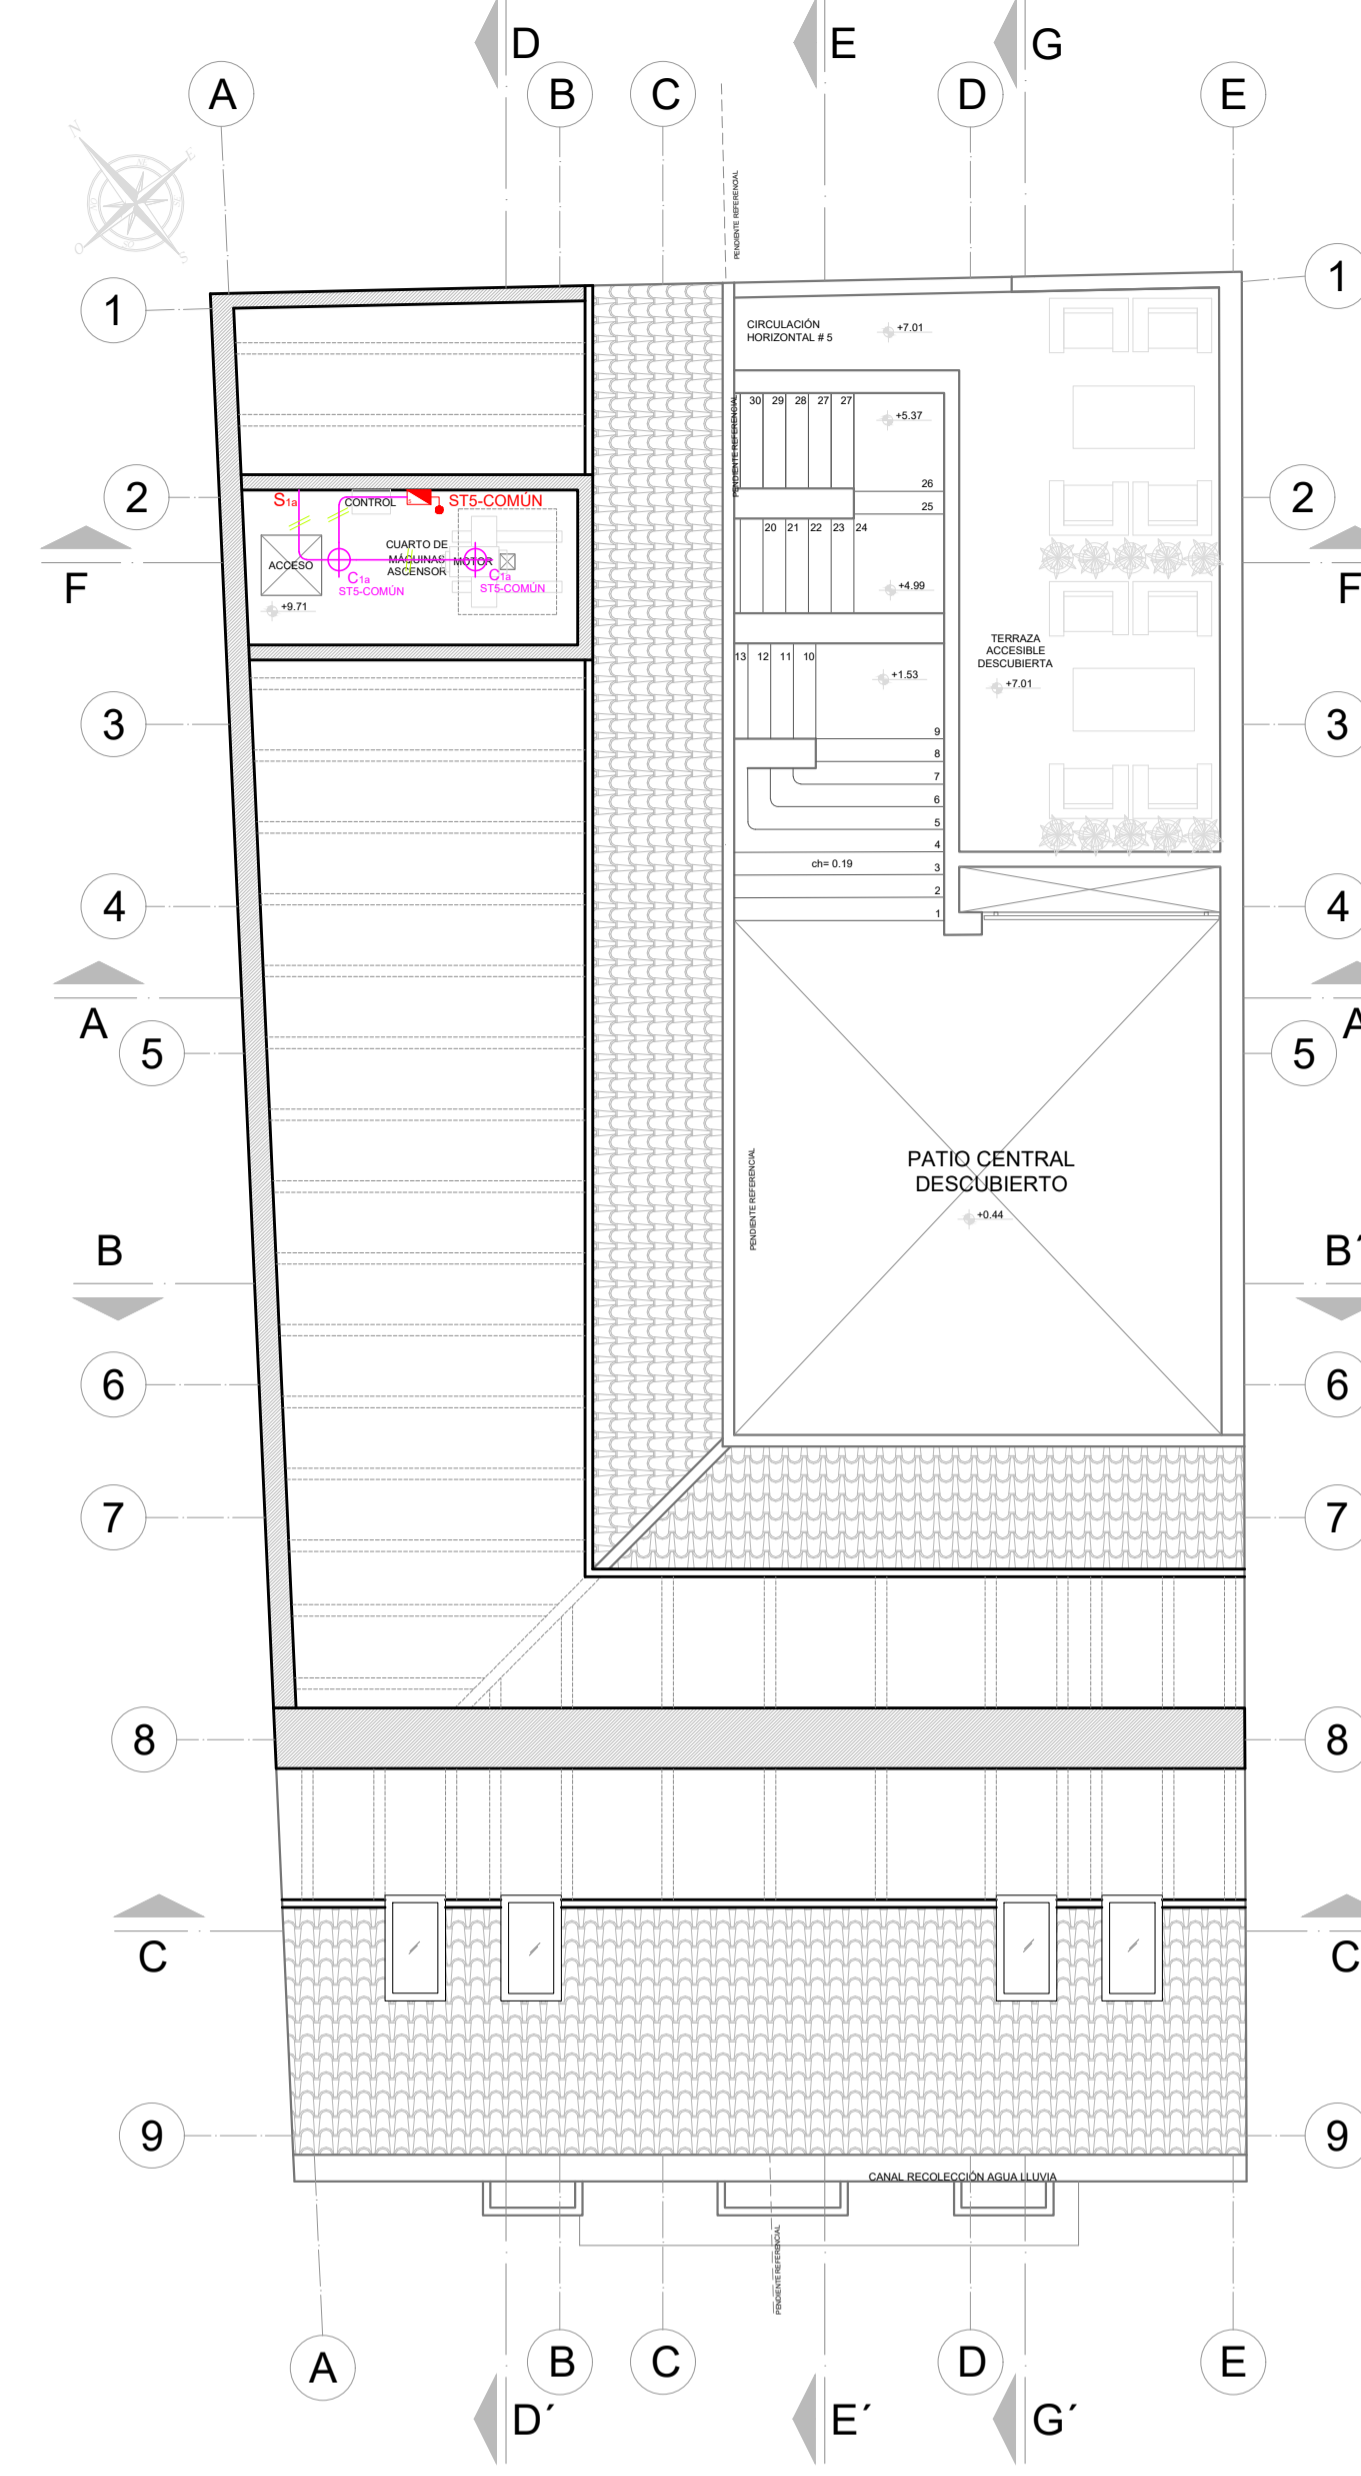 D
E
G
A
B
C
D
E
N
E
O
S
PENDIENTE REFERENCIAL
1
1
CIRCULACIÓN
HORIZONTAL # 5
+7.01
PENDIENTE REFERENCIAL
30
29
28
27
27
+5.37
26
25
2
2
S1a
CONTROL
ST5-COMÚN
20
21
22
23
24
F
F
ACCESO
CUARTO DE
MÁQUINAS
ASCENSOR
MOTOR
C1a
ST5-COMÚN
C1a
ST5-COMÚN
+9.71
+4.99
TERRAZA
ACCESIBLE
DESCUBIERTA
+7.01
13
12
11
10
+1.53
3
3
9
8
7
6
5
4
ch= 0.19
3
2
1
4
4
A
A
5
5
PATIO CENTRAL
DESCUBIERTO
+0.44
PENDIENTE REFERENCIAL
B
B´
6
6
7
7
8
8
C
C
9
9
CANAL RECOLECCIÓN AGUA LLUVIA
PENDIENTE REFERENCIAL
A
B
C
D
E
D´
E´
G´